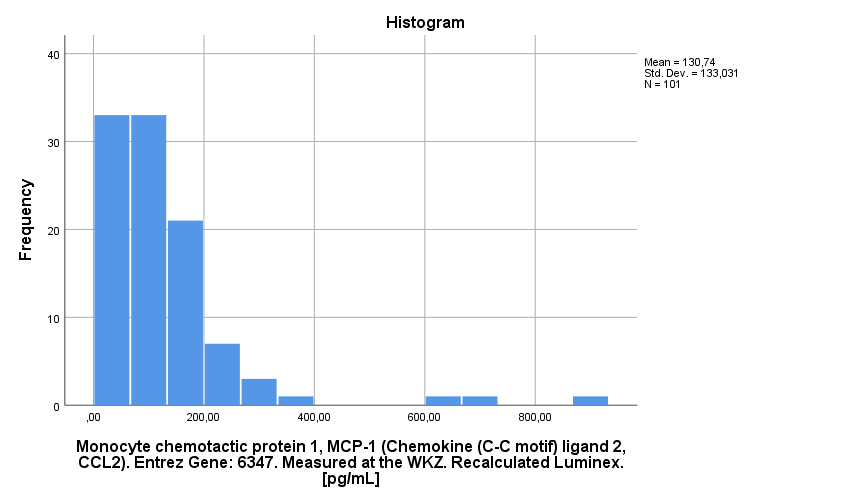 Histogram
Mean = 130,74
Std. Dev. = 133,031
N = 101
40
30
20
10
0
Frequency
,00
200,00
400,00
600,00
800,00
Monocyte chemotactic protein 1, MCP-1 (Chemokine (C-C motif) ligand 2,
CCL2). Entrez Gene: 6347. Measured at the WKZ. Recalculated Luminex.
[pg/mL]